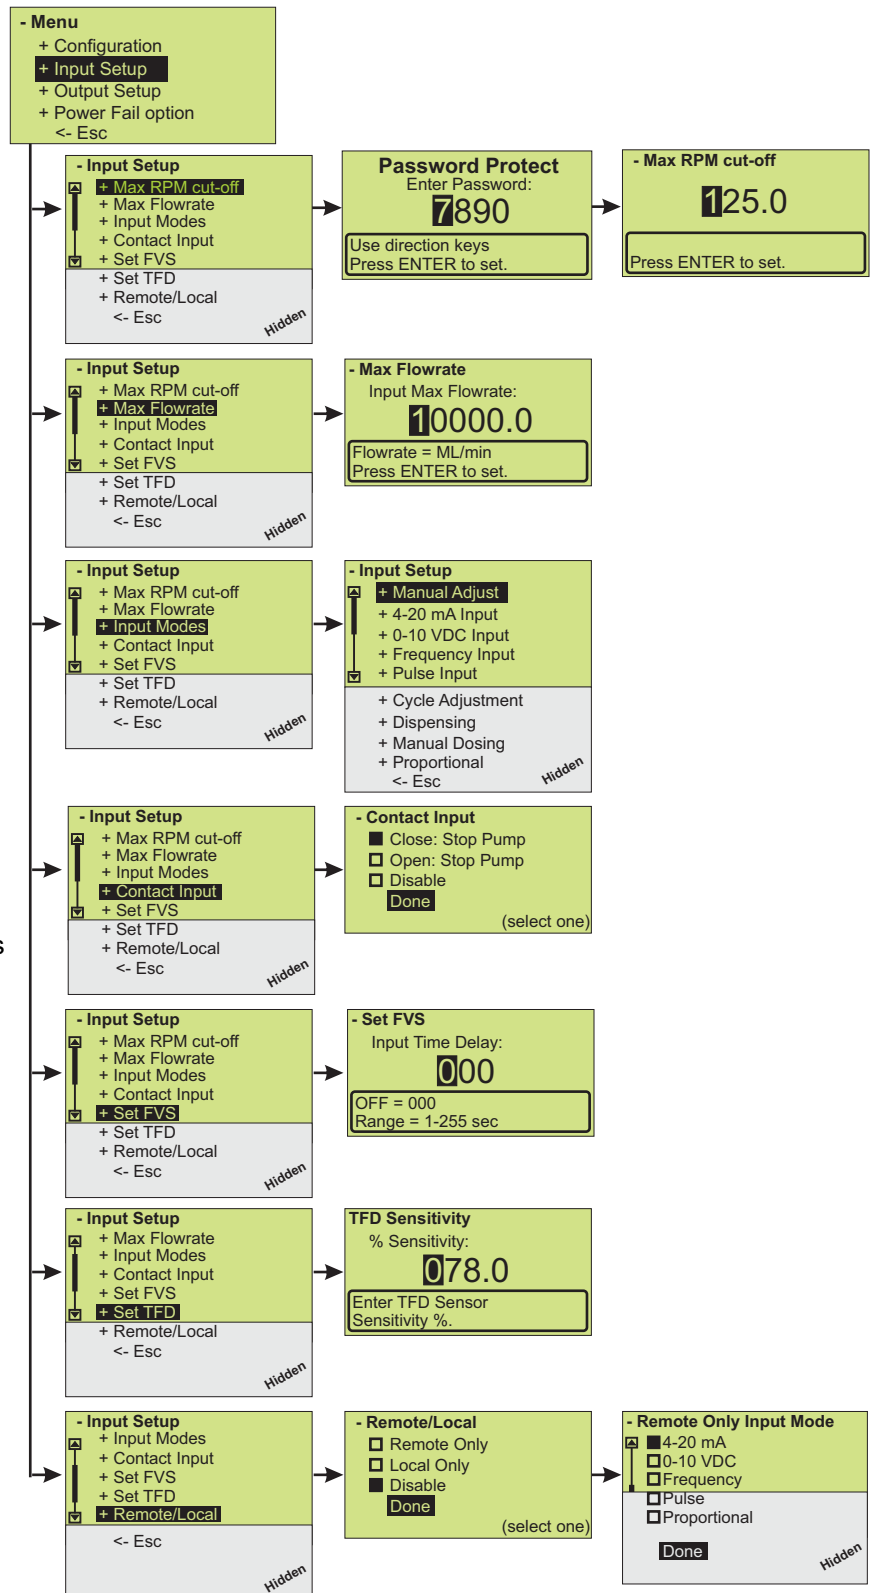 - Menu
+ Configuration
+ Input Setup
+ Output Setup
+ Power Fail option
<- Esc
- Input Setup
+ Max RPM cut-off
+ Max Flowrate
+ Input Modes
+ Contact Input
+ Set FVS
+ Set TFD
+ Remote/Local
<- Esc
Hidden
Password Protect
Enter Password:
7890
Use direction keys
Press ENTER to set.
- Max RPM cut-off
125.0
Press ENTER to set.
- Input Setup
+ Max RPM cut-off
+ Max Flowrate
+ Input Modes
+ Contact Input
+ Set FVS
+ Set TFD
+ Remote/Local
<- Esc
Hidden
- Max Flowrate
Input Max Flowrate:
10000.0
Flowrate = ML/min
Press ENTER to set.
- Input Setup
+ Max RPM cut-off
+ Max Flowrate
+ Input Modes
+ Contact Input
+ Set FVS
+ Set TFD
+ Remote/Local
<- Esc
Hidden
- Input Setup
+ Manual Adjust
+ 4-20 mA Input
+ 0-10 VDC Input
+ Frequency Input
+ Pulse Input
+ Cycle Adjustment
+ Dispensing
+ Manual Dosing
+ Proportional
<- Esc
Hidden
- Input Setup
+ Max RPM cut-off
+ Max Flowrate
+ Input Modes
+ Contact Input
+ Set FVS
+ Set TFD
+ Remote/Local
<- Esc
Hidden
- Contact Input
Close: Stop Pump
Open: Stop Pump
Disable
Done
(select one)
s
- Input Setup
+ Max RPM cut-off
+ Max Flowrate
+ Input Modes
+ Contact Input
+ Set FVS
+ Set TFD
+ Remote/Local
<- Esc
Hidden
- Set FVS
Input Time Delay:
000
OFF = 000
Range = 1-255 sec
- Input Setup
+ Max Flowrate
+ Input Modes
+ Contact Input
+ Set FVS
+ Set TFD
+ Remote/Local
<- Esc
Hidden
TFD Sensitivity
% Sensitivity:
078.0
Enter TFD Sensor
Sensitivity %.
- Input Setup
+ Input Modes
+ Contact Input
+ Set FVS
+ Set TFD
+ Remote/Local
<- Esc
Hidden
- Remote/Local
Remote Only
Local Only
Disable
Done
(select one)
- Remote Only Input Mode
4-20 mA
0-10 VDC
Frequency
Pulse
Proportional
Done
Hidden